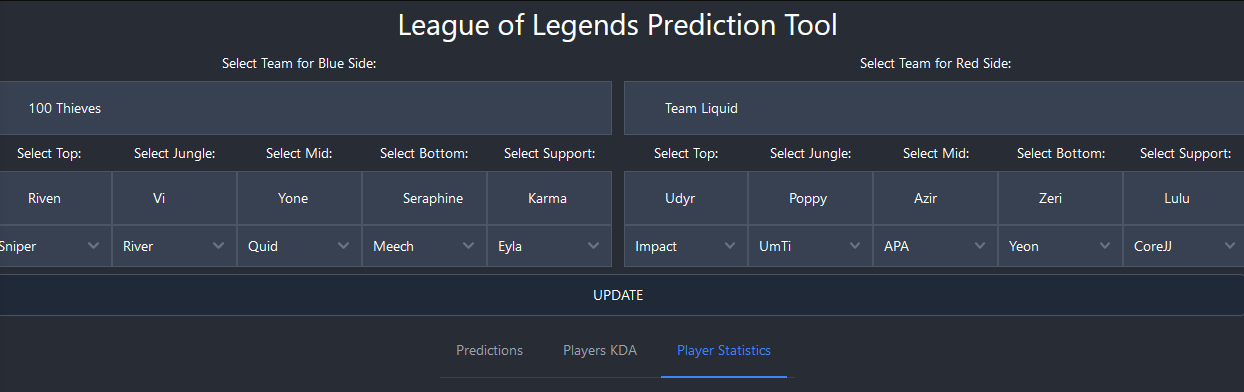 League of Legends Prediction Tool
Select Team for Blue Side: Select Team for Red Side:
100 Thieves Team Liquid
Select Top: Select Jungle: Select Mid: Select Bottom: Select Support: Select Top: Select Jungle: Select Mid: Select Bottom: Select Support:
Riven Vi Yone Seraphine Karma Udyr Poppy Azir Zeri Lulu
Sniper River Quid Meech Eyla Impact UmTi APA Yeon CoreJJ
UPDATE
Predictions Players KDA Player Statistics